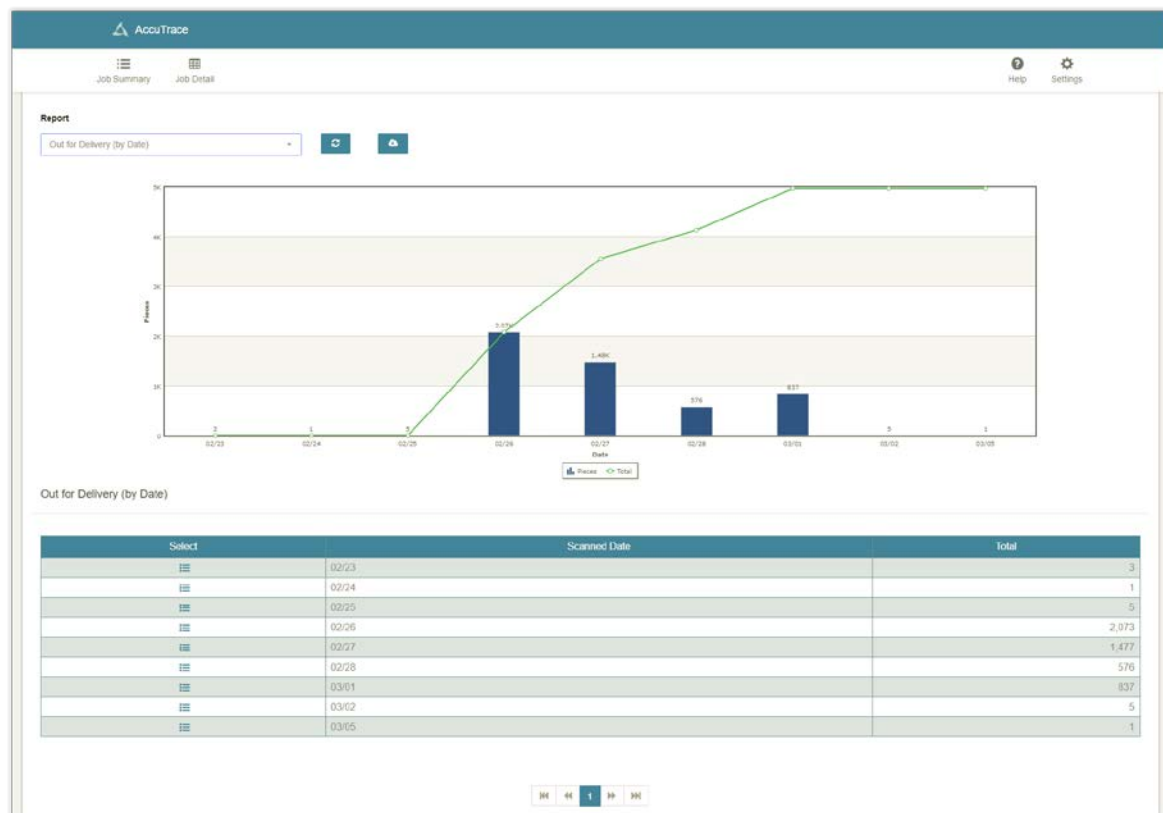 AccuTrace
Job Summary Job Detail Help Settings
Report
Out for Delivery (by Date)
5K
4K
3K
2K
1K
0
Pieces
1.48K
576
837
1
5
5
1
02/23 02/24 02/25 02/26 02/27 02/28 03/01 03/02 03/05
Date
Pieces Total
Out for Delivery (by Date)
Select Scanned Date Total
02/23 3
02/24 1
02/25 5
02/26 2,073
02/27 1,477
02/28 576
03/01 837
03/02 5
03/05 1
1